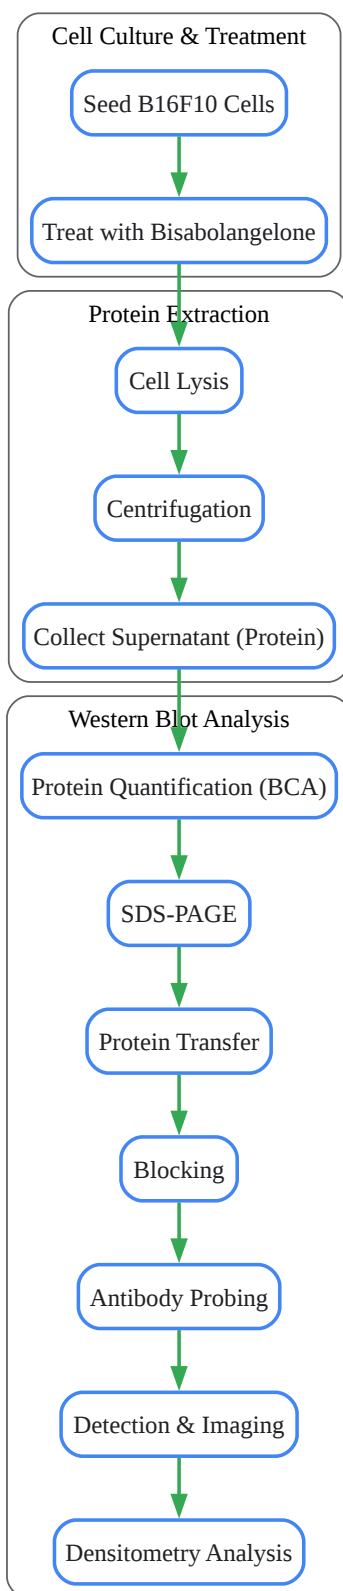 Cell Culture & Treatment
Seed B16F10 Cells
Treat with Bisabolangelone
Protein Extraction
Cell Lysis
Centrifugation
Collect Supernatant (Protein)
Western Blot Analysis
Protein Quantification (BCA)
SDS-PAGE
Protein Transfer
Blocking
Antibody Probing
Detection & Imaging
Densitometry Analysis